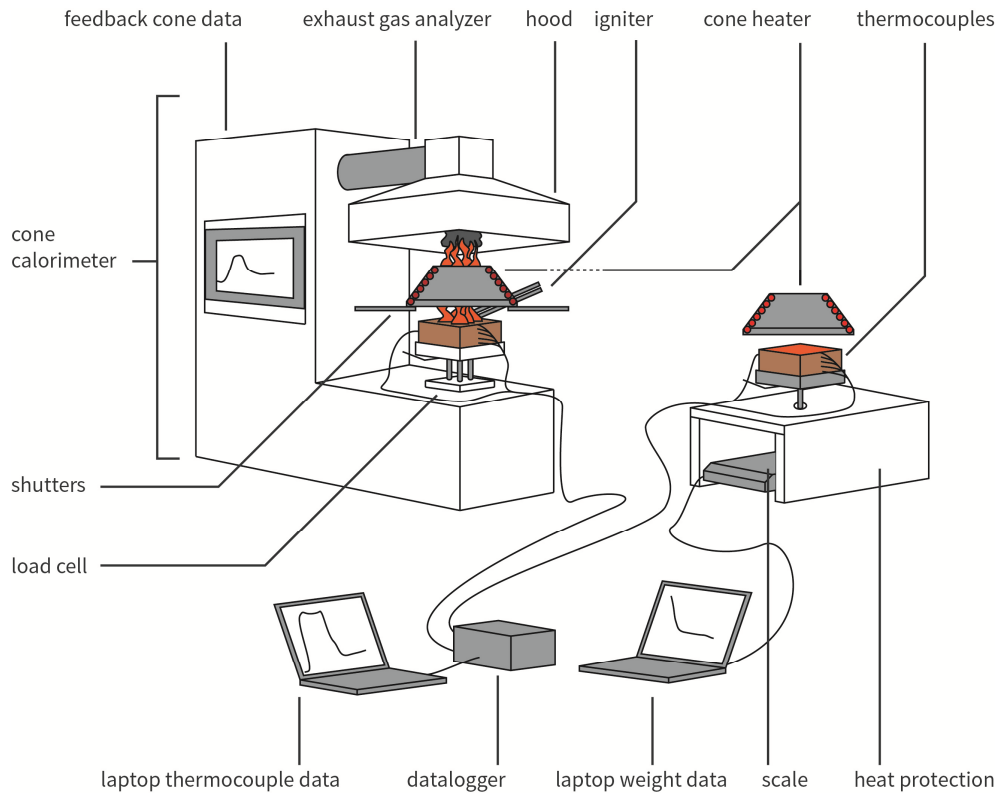 feedback cone data
exhaust gas analyzer
hood
igniter
cone heater
thermocouples
cone
calorimeter
shutters
load cell
laptop thermocouple data
datalogger
laptop weight data
scale
heat protection